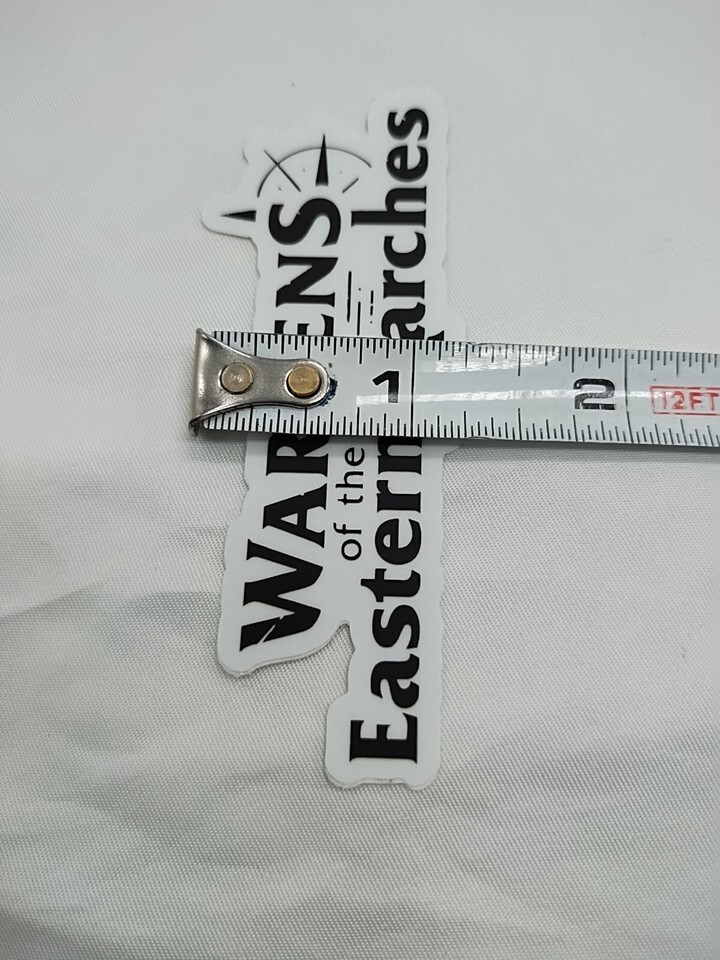 WAR ENS
of the
Eastern arches
1 2 12FT